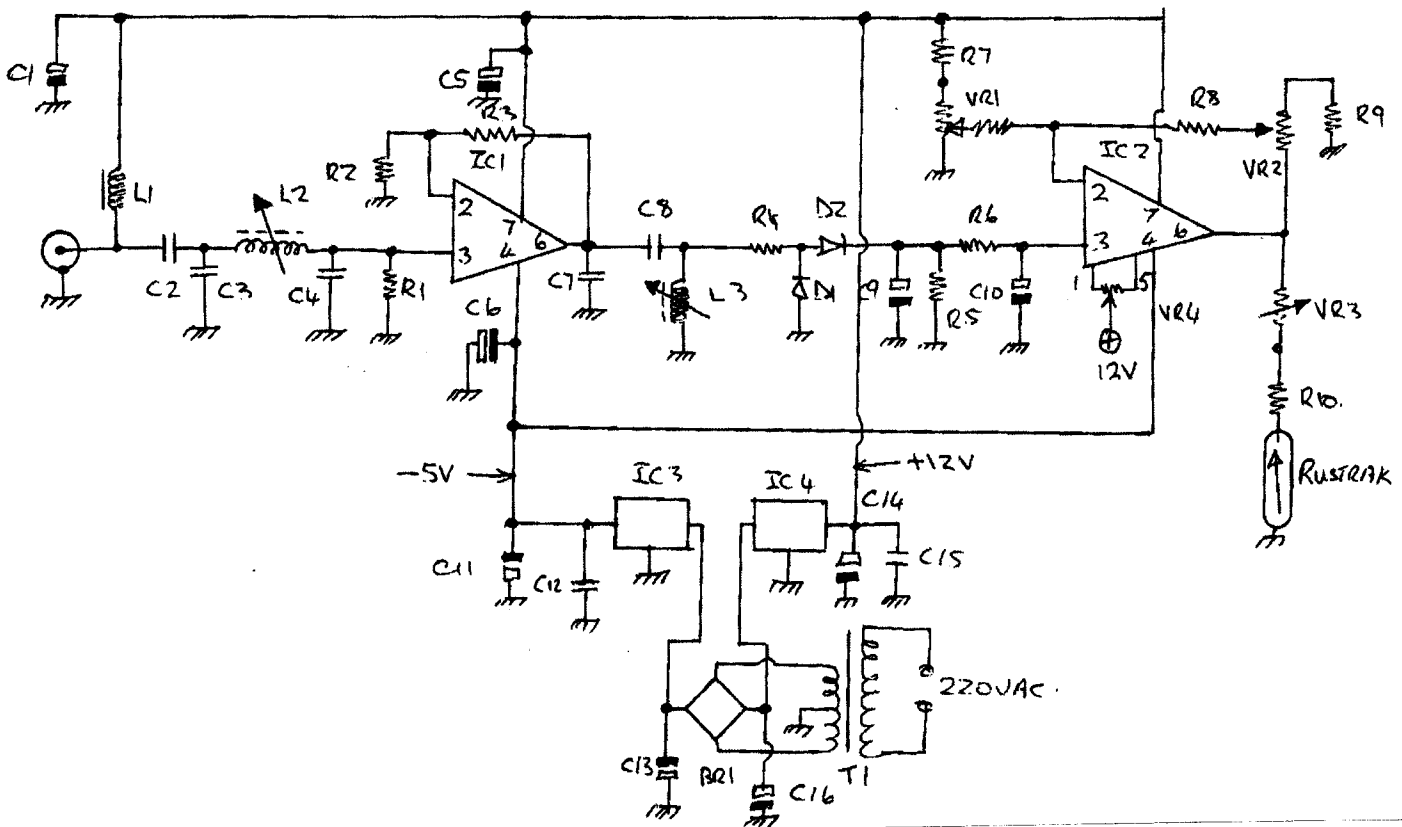 C1
C5
R3
IC1
R2
L1
L2
2
7
3
4
6
C2
C3
C4
R1
C6
C7
C8
L3
R4
D2
D1
C9
R5
R6
C10
R7
VR1
R8
R9
IC2
VR2
2
7
3
4
6
1
5
VR4
12V
VR3
R10.
RUSTRAK
-5V
IC3
IC4
+12V
C14
C11
C12
C15
C13
BR1
C16
T1
220VAC.